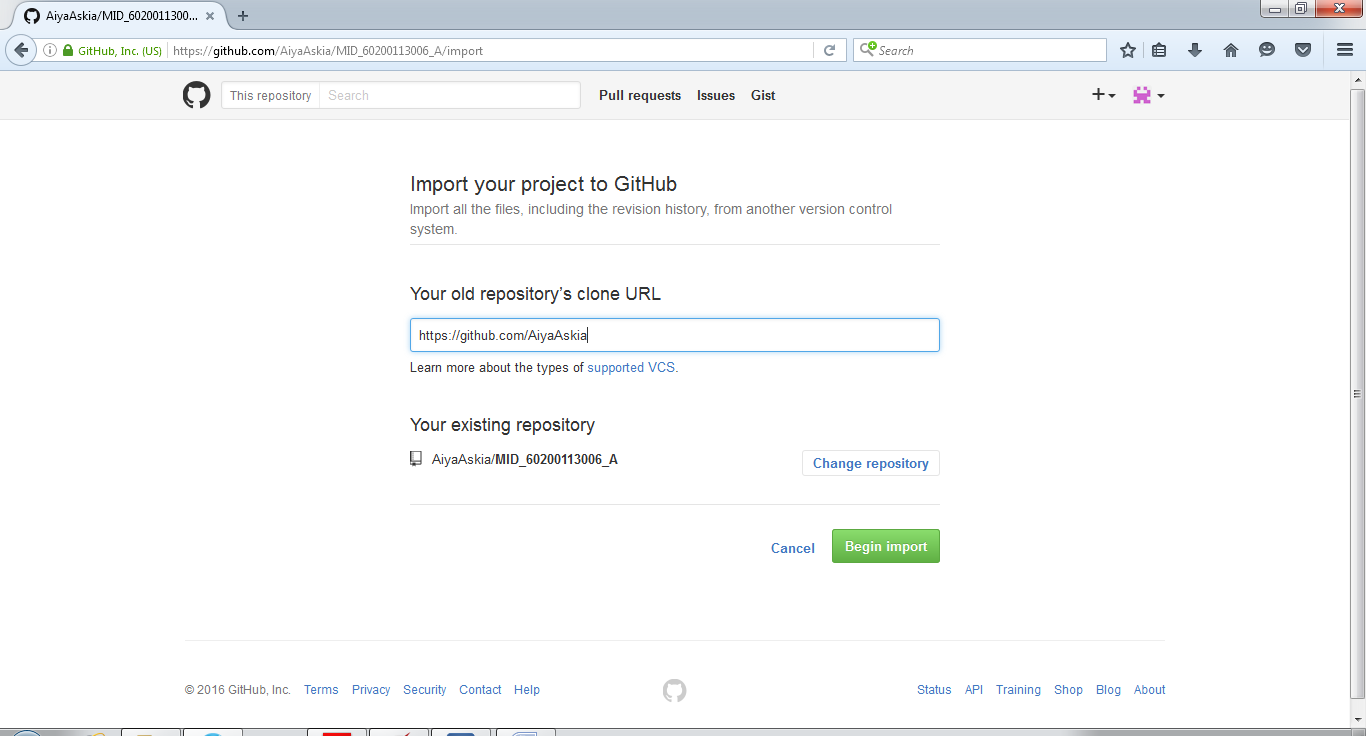 AiyaAskia/MID_6020011300...
GitHub, Inc. (US)
https://github.com/AiyaAskia/MID_60200113006_A/import
Search
This repository
Search
Pull requests
Issues
Gist
Import your project to GitHub
Import all the files, including the revision history, from another version control
system.
Your old repository’s clone URL
https://github.com/AiyaAskia
Learn more about the types of supported VCS.
Your existing repository
AiyaAskia/MID_60200113006_A
Change repository
Cancel
Begin import
© 2016 GitHub, Inc.
Terms
Privacy
Security
Contact
Help
Status
API
Training
Shop
Blog
About